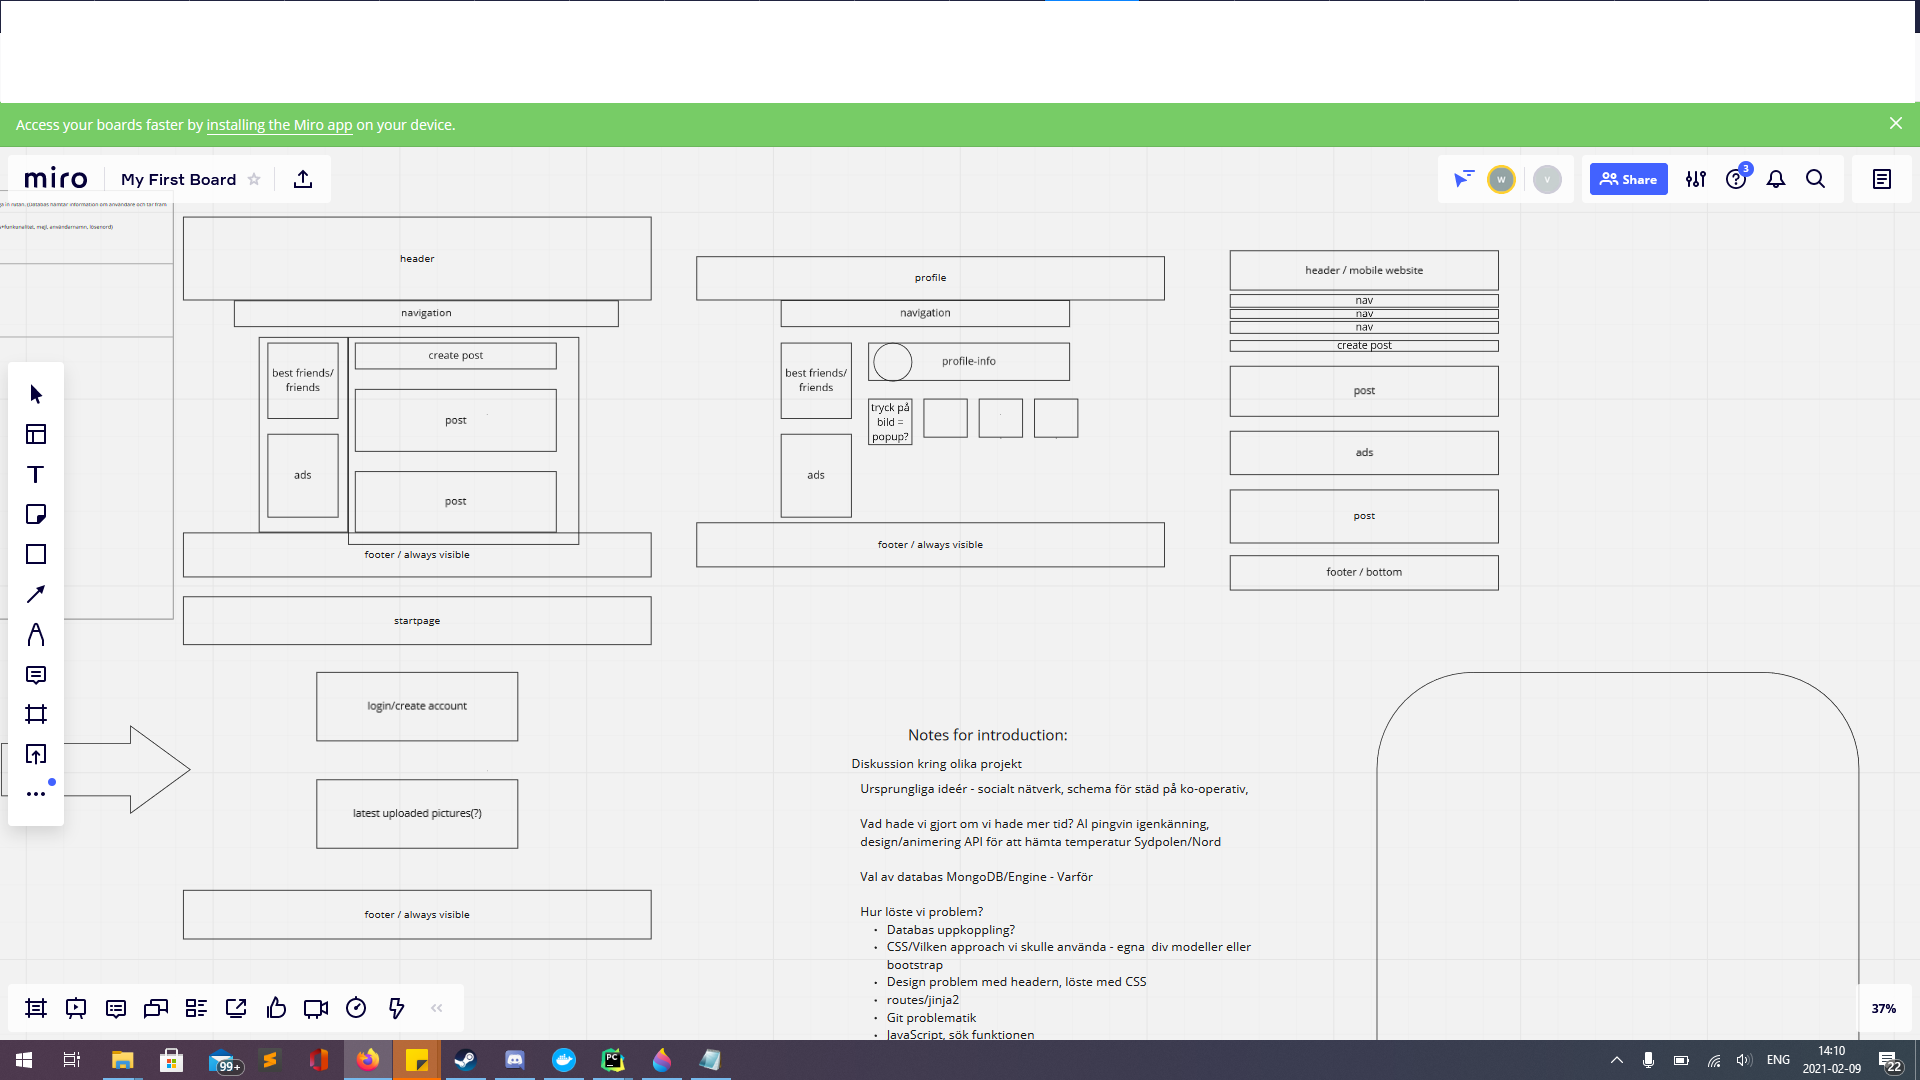 Access your boards faster by installing the Miro app on your device.
miro
My First Board
W
V
Share
3
header
navigation
best friends/
friends
ads
create post
post
post
footer / always visible
startpage
login/create account
latest uploaded pictures(?)
footer / always visible
profile
navigation
best friends/
friends
ads
profile-info
tryck på
bild =
popup?
footer / always visible
header / mobile website
nav
nav
nav
create post
post
ads
post
footer / bottom
Notes for introduction:
Diskussion kring olika projekt
Ursprungliga ideér - socialt nätverk, schema för städ på ko-operativ,
Vad hade vi gjort om vi hade mer tid? AI pingvin igenkänning,
design/animering API för att hämta temperatur Sydpolen/Nord
Val av databas MongoDB/Engine - Varför
Hur löste vi problem?
• Databas uppkoppling?
• CSS/Vilken approach vi skulle använda - egna  div modeller eller
bootstrap
• Design problem med headern, löste med CSS
• routes/jinja2
• Git problematik
• JavaScript, sök funktionen
37%
99+
PC
ENG
14:10
2021-02-09
22